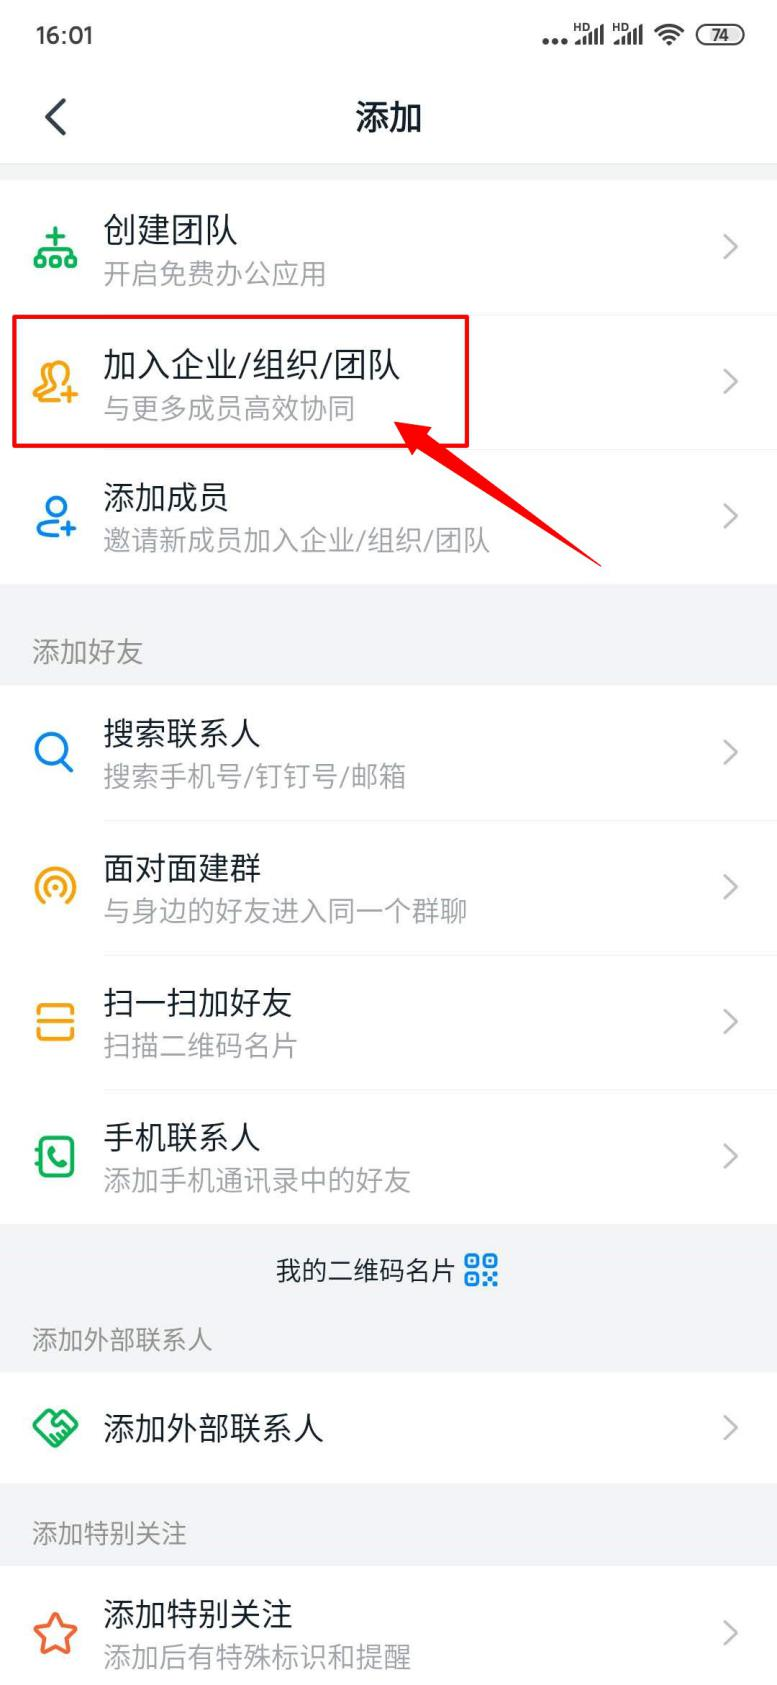 16:01
HD HD 74
添加
创建团队
开启免费办公应用
加入企业/组织/团队
与更多成员高效协同
添加成员
邀请新成员加入企业/组织/团队
添加好友
搜索联系人
搜索手机号/钉钉号/邮箱
面对面建群
与身边的好友进入同一个群聊
扫一扫加好友
扫描二维码名片
手机联系人
添加手机通讯录中的好友
我的二维码名片
添加外部联系人
添加外部联系人
添加特别关注
添加特别关注
添加后有特殊标识和提醒